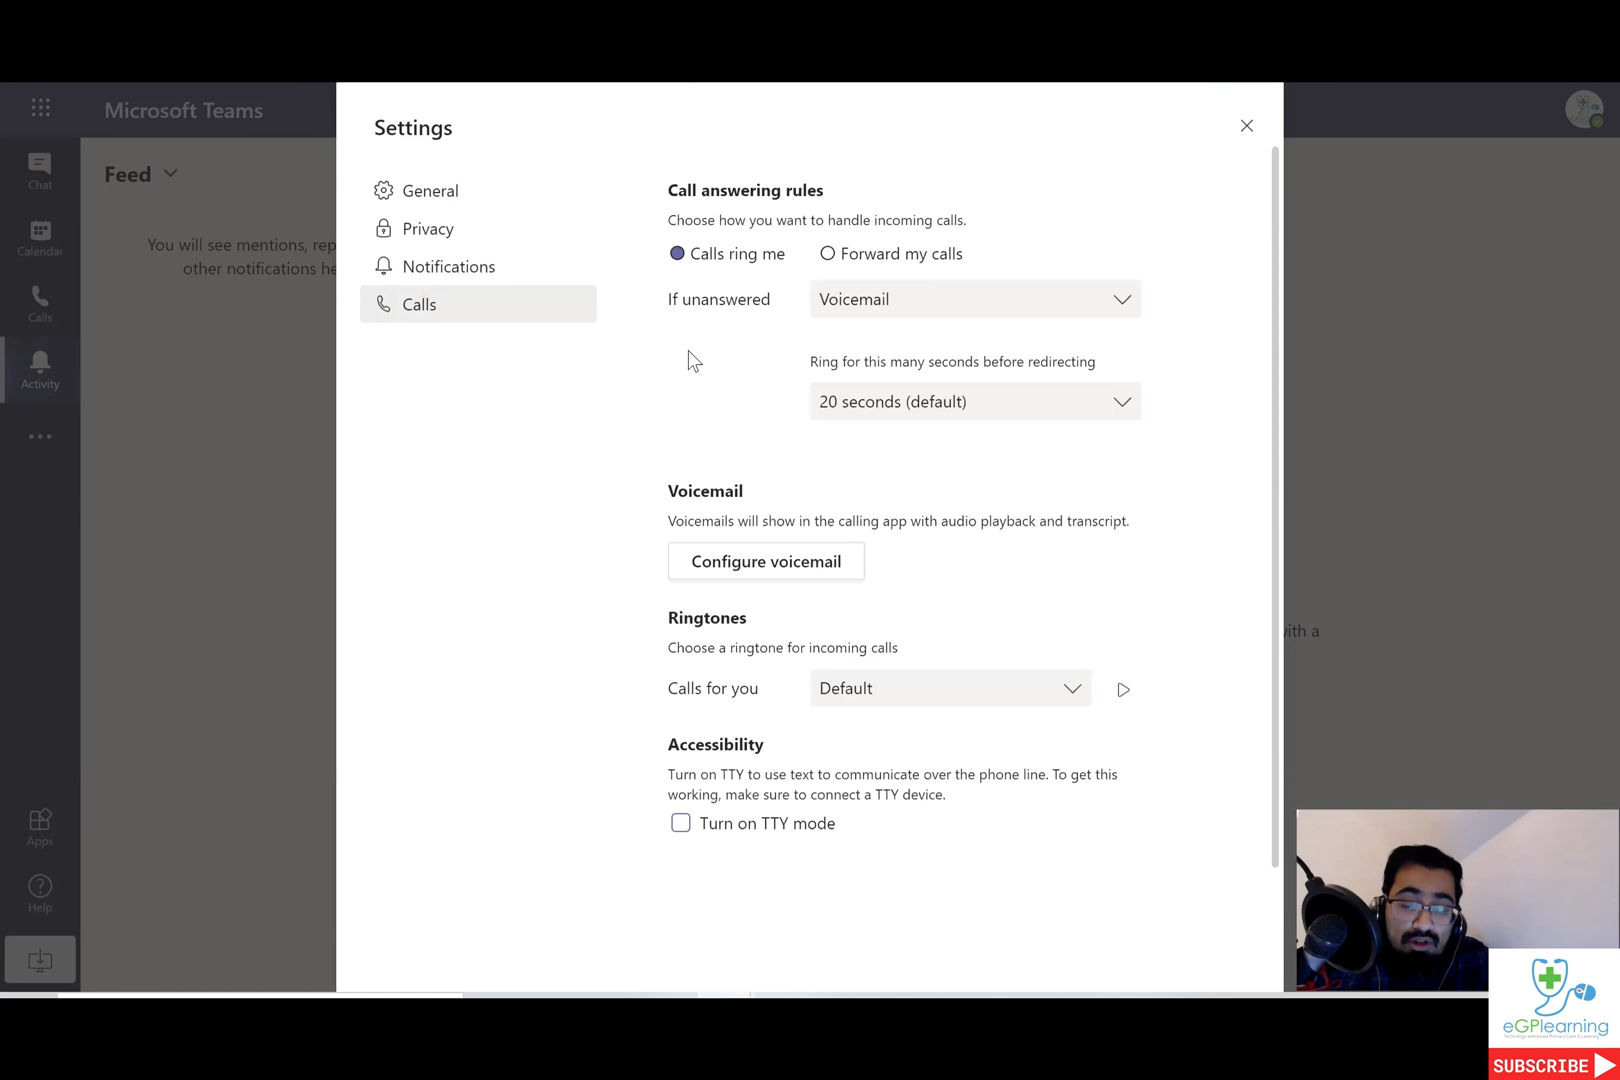 Microsoft Teams
Settings
Chat
Calendar
Calls
Activity
Apps
Help
Feed
You will see mentions, rep
other notifications he
General
Privacy
Notifications
Calls
Call answering rules
Choose how you want to handle incoming calls.
Calls ring me
Forward my calls
If unanswered
Voicemail
Ring for this many seconds before redirecting
20 seconds (default)
Voicemail
Voicemails will show in the calling app with audio playback and transcript.
Configure voicemail
Ringtones
Choose a ringtone for incoming calls
Calls for you
Default
Accessibility
Turn on TTY to use text to communicate over the phone line. To get this
working, make sure to connect a TTY device.
Turn on TTY mode
ith a
eGPlearning
SUBSCRIBE